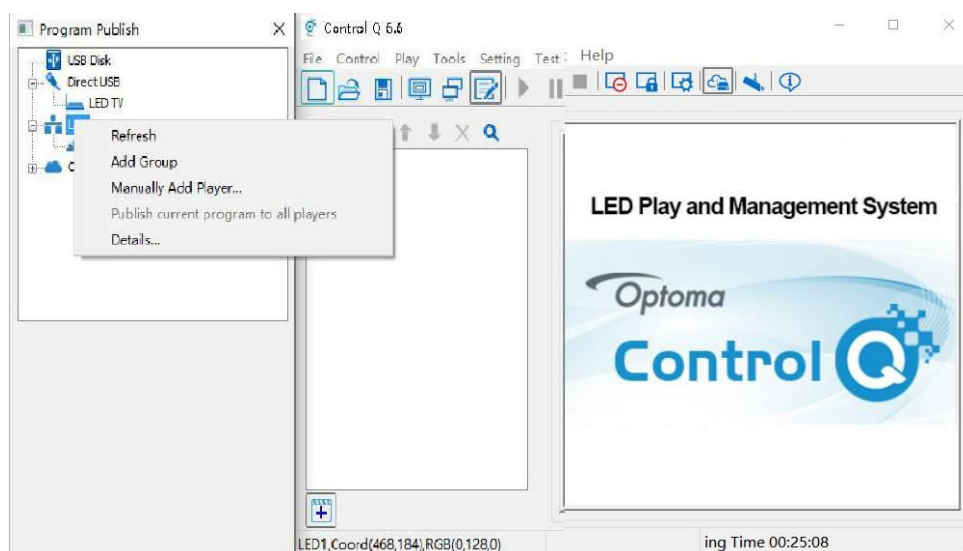 Program Publish
USB Disk
Direct USB
LED TV
Refresh
Add Group
Manually Add Player...
Publish current program to all players
Details...
Control Q 6.6
File Control Play Tools Setting Test Help
LED Play and Management System
Optoma
Control Q
LED1,Coord(468,184),RGB(0,128,0)
ing Time 00:25:08